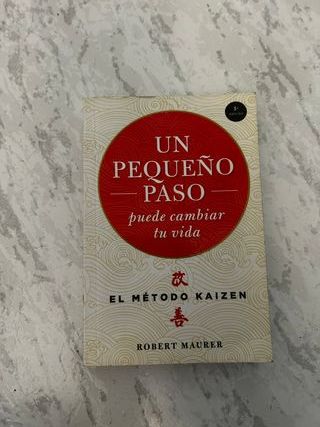 UN
PEQUEÑO
PASO
puede cambiar
tu vida
改
EL MÉTODO KAIZEN
善
ROBERT MAURER